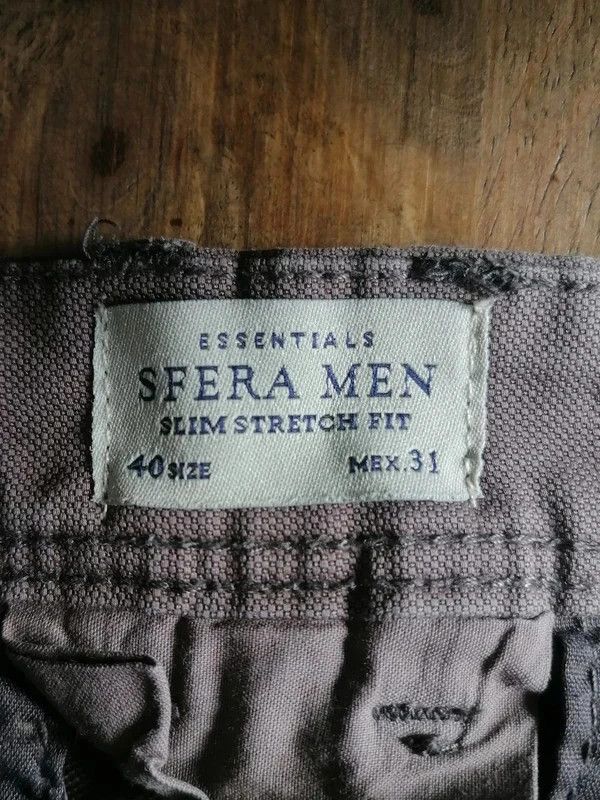 ESSENTIALS
SFERA MEN
SLIM STRETCH FIT
40 SIZE MEX.31